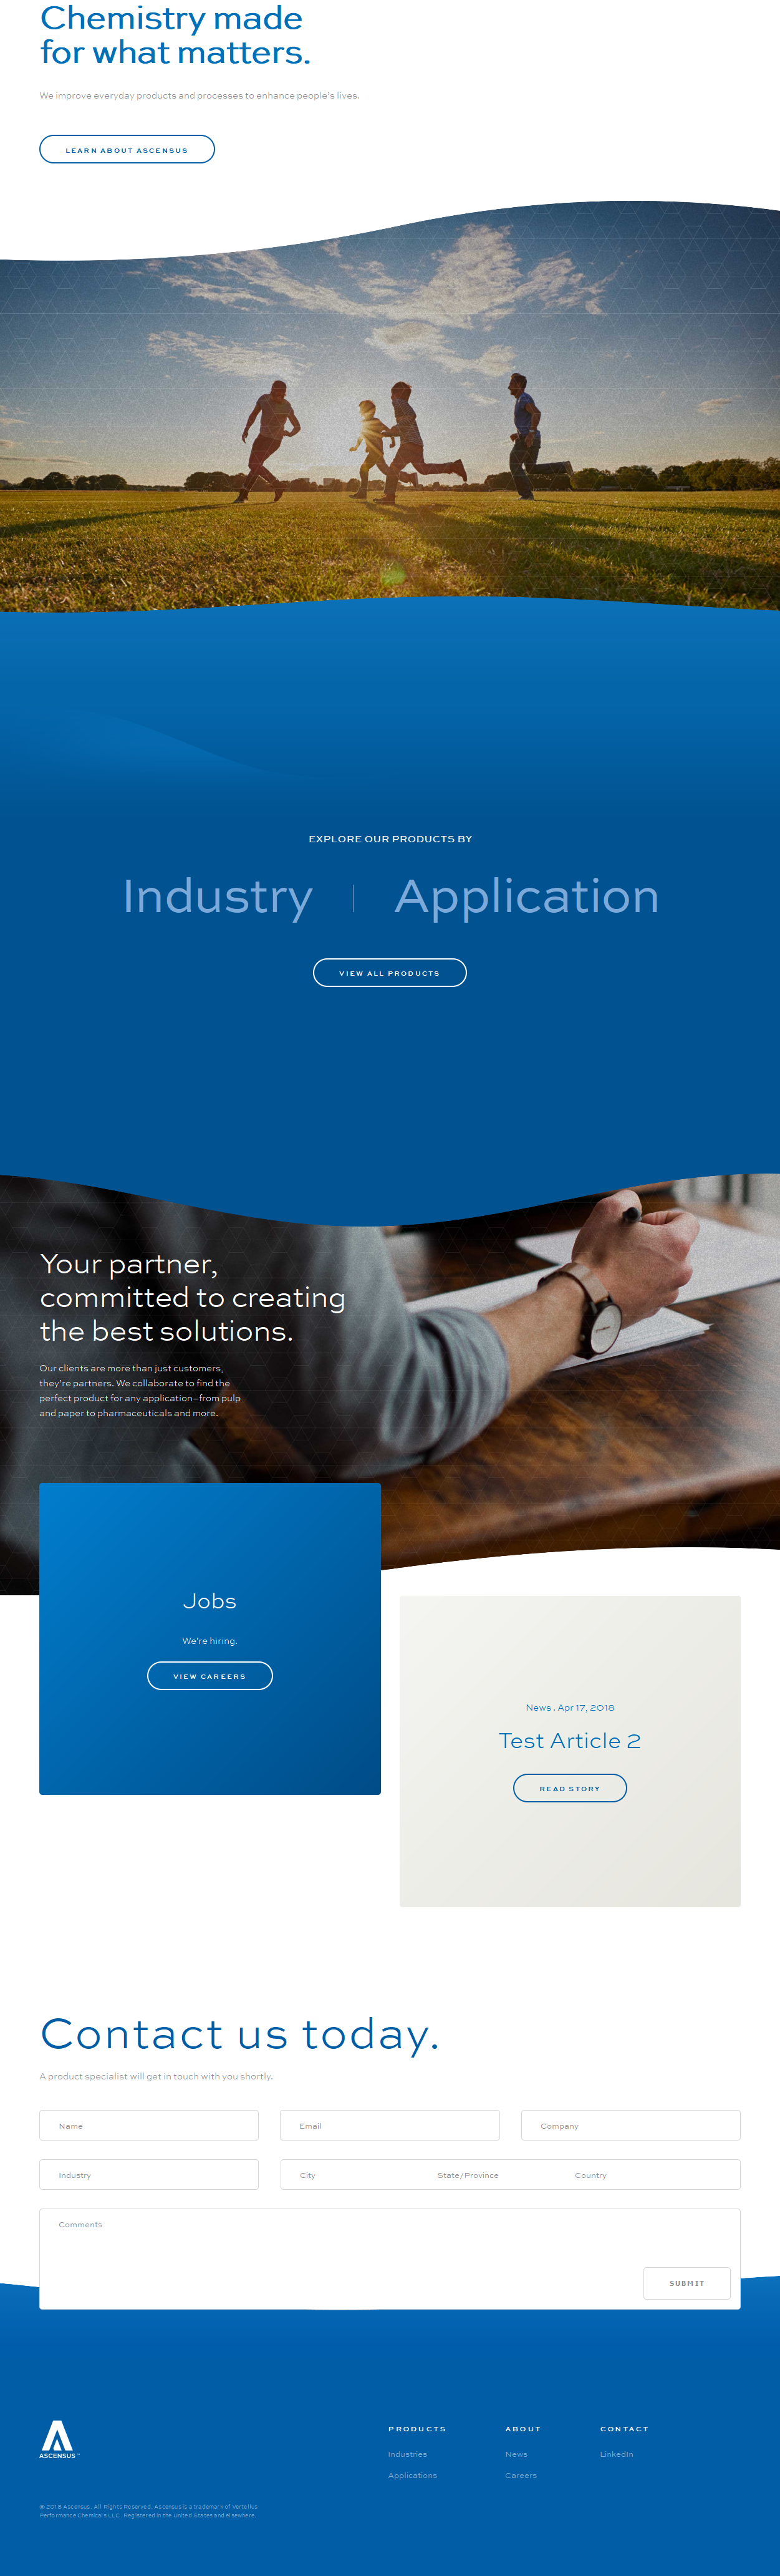 Chemistry made
for what matters.
We improve everyday products and processes to enhance people's lives.
LEARN ABOUT ASCENSUS
EXPLORE OUR PRODUCTS BY
Industry
Application
VIEW ALL PRODUCTS
Your partner,
committed to creating
the best solutions.
Our clients are more than just customers,
they're partners. We collaborate to find the
perfect product for any application–from pulp
and paper to pharmaceuticals and more.
Jobs
We're hiring.
VIEW CAREERS
News . Apr 17, 2018
Test Article 2
READ STORY
Contact us today.
A product specialist will get in touch with you shortly.
Name
Email
Company
Industry
City
State/Province
Country
Comments
SUBMIT
ASCENSUS
PRODUCTS
Industries
Applications
ABOUT
News
Careers
CONTACT
LinkedIn
© 2018 Ascensus. All Rights Reserved. Ascensus is a trademark of Vertellus
Performance Chemicals LLC. Registered in the United States and elsewhere.